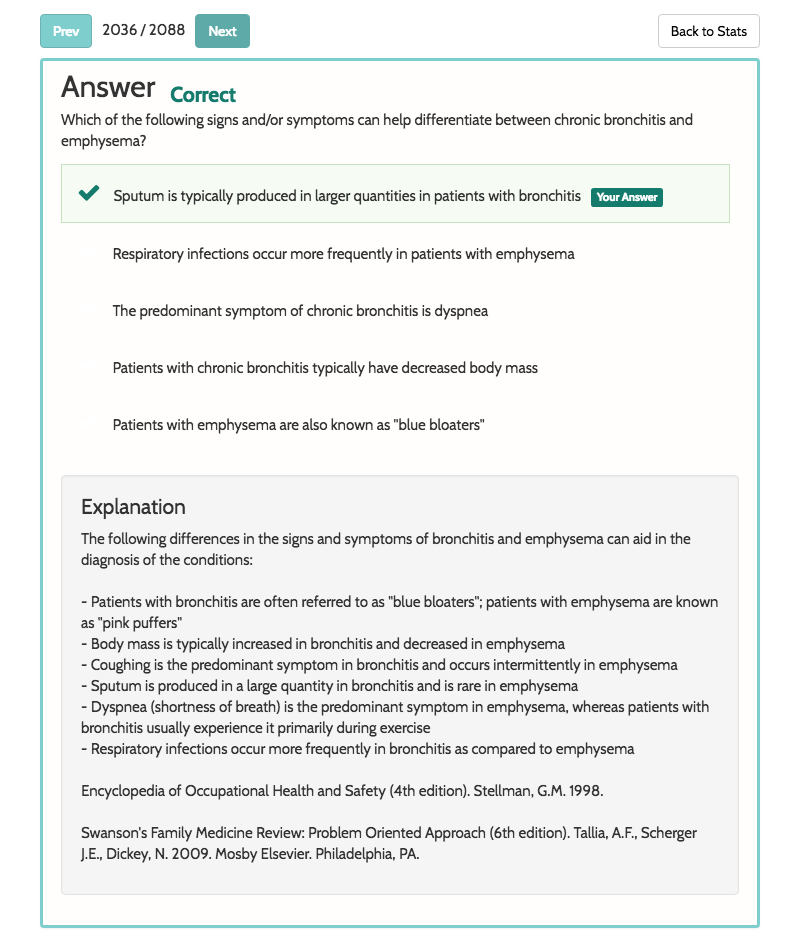 Prev 2036 / 2088 Next Back to Stats
Answer Correct
Which of the following signs and/or symptoms can help differentiate between chronic bronchitis and
emphysema?
Sputum is typically produced in larger quantities in patients with bronchitis Your Answer
Respiratory infections occur more frequently in patients with emphysema
The predominant symptom of chronic bronchitis is dyspnea
Patients with chronic bronchitis typically have decreased body mass
Patients with emphysema are also known as "blue bloaters"
Explanation
The following differences in the signs and symptoms of bronchitis and emphysema can aid in the
diagnosis of the conditions:
- Patients with bronchitis are often referred to as "blue bloaters"; patients with emphysema are known
as "pink puffers"
- Body mass is typically increased in bronchitis and decreased in emphysema
- Coughing is the predominant symptom in bronchitis and occurs intermittently in emphysema
- Sputum is produced in a large quantity in bronchitis and is rare in emphysema
- Dyspnea (shortness of breath) is the predominant symptom in emphysema, whereas patients with
bronchitis usually experience it primarily during exercise
- Respiratory infections occur more frequently in bronchitis as compared to emphysema
Encyclopedia of Occupational Health and Safety (4th edition). Stellman, G.M. 1998.
Swanson's Family Medicine Review: Problem Oriented Approach (6th edition). Tallia, A.F., Scherger
J.E., Dickey, N. 2009. Mosby Elsevier. Philadelphia, PA.